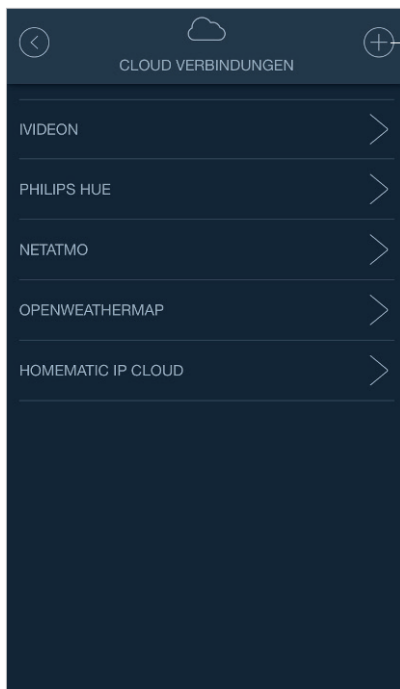 CLOUD VERBINDUNGEN
IVIDEON
PHILIPS HUE
NETATMO
OPENWEATHERMAP
HOMEMATIC IP CLOUD